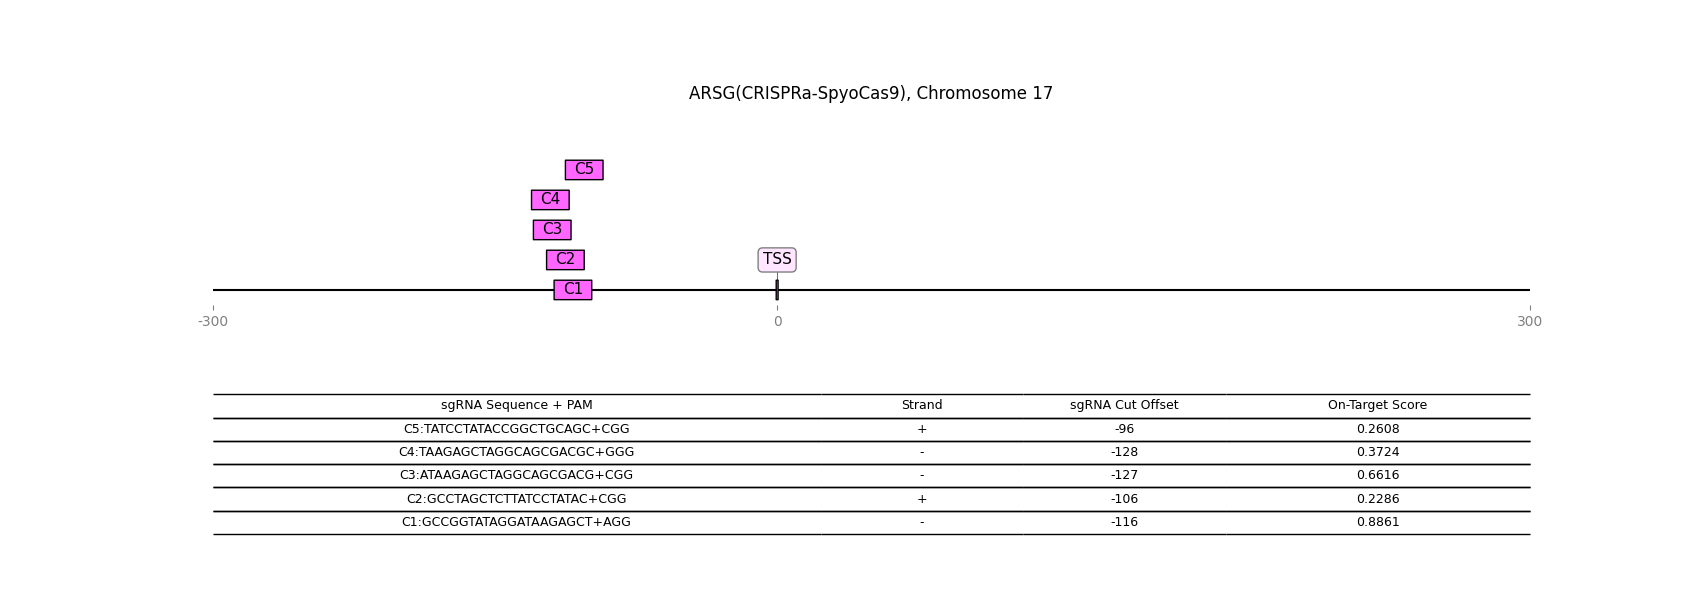 ARSG(CRISPRa-SpyoCas9), Chromosome 17
C5
C4
C3
C2 TSS
C1
-300 0 300
sgRNA Sequence + PAM Strand sgRNA Cut Offset On-Target Score
C5:TATCCTATACCGGCTGCAGC+CGG + -96 0.2608
C4:TAAGAGCTAGGCAGCGACGC+GGG - -128 0.3724
C3:ATAAGAGCTAGGCAGCGACG+CGG - -127 0.6616
C2:GCCTAGCTCTTATCCTATAC+CGG + -106 0.2286
C1:GCCGGTATAGGATAAGAGCT+AGG - -116 0.8861